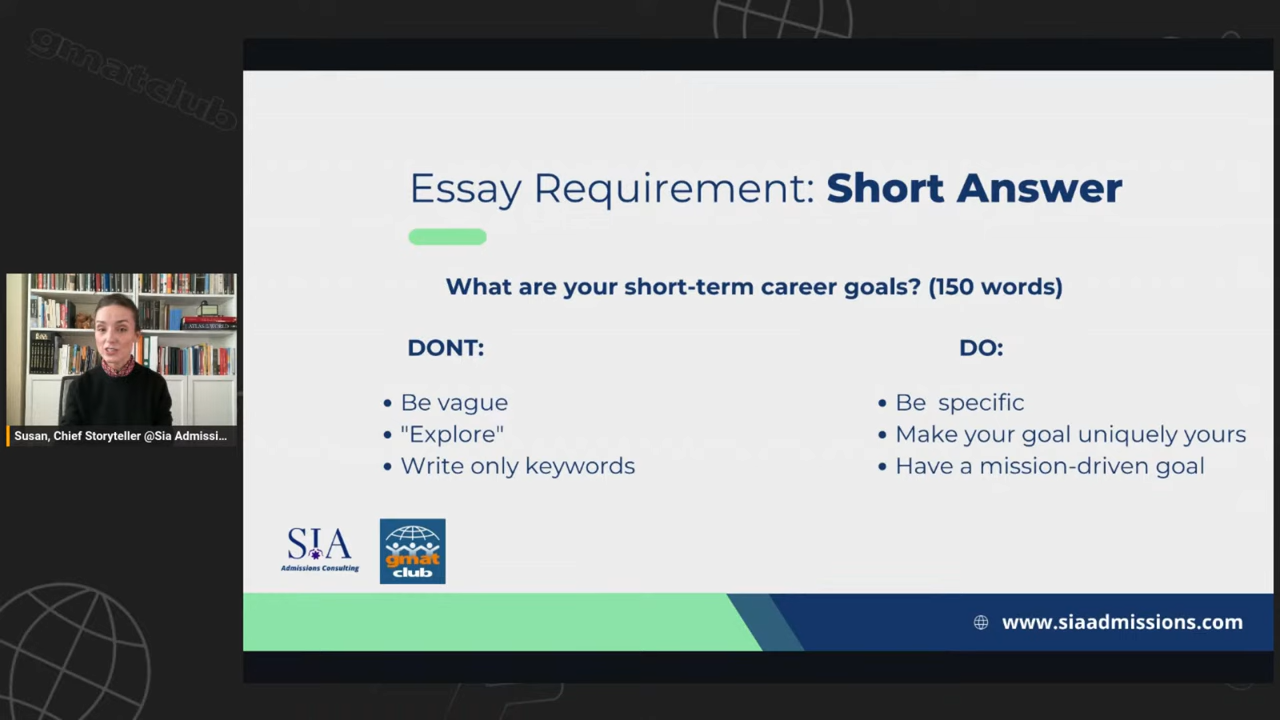 gmatclub
Essay Requirement: Short Answer
What are your short-term career goals? (150 words)
DONT:
• Be vague
• "Explore"
• Write only keywords
DO:
• Be specific
• Make your goal uniquely yours
• Have a mission-driven goal
ATLAS
WORLD
Susan, Chief Storyteller @Sia Admissi...
SIA
Admissions Consulting
gmat
club
www.siaadmissions.com